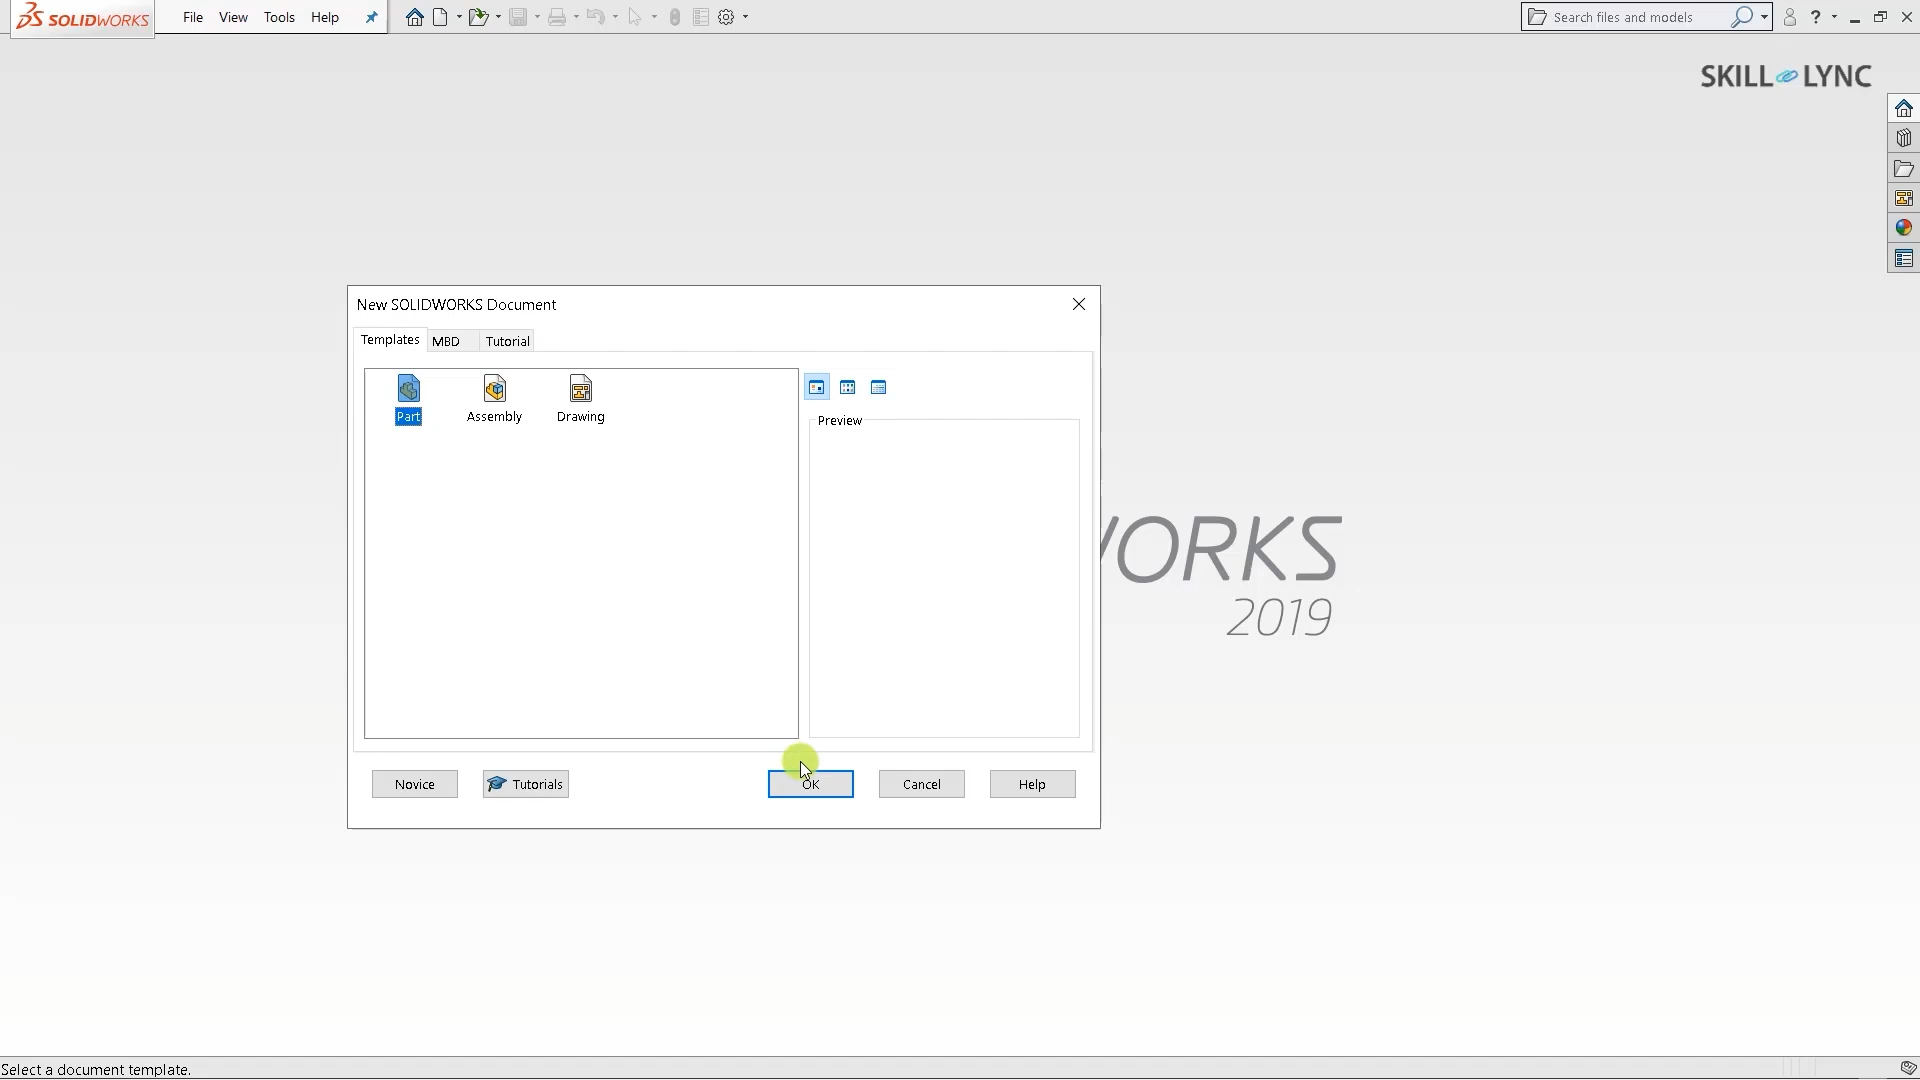 SOLIDWORKS File View Tools Help Search files and models ?
SKILL LYNC
New SOLIDWORKS Document
Templates MBD Tutorial
Part Assembly Drawing
Preview
WORKS
2019
Novice Tutorials OK Cancel Help
Select a document template.